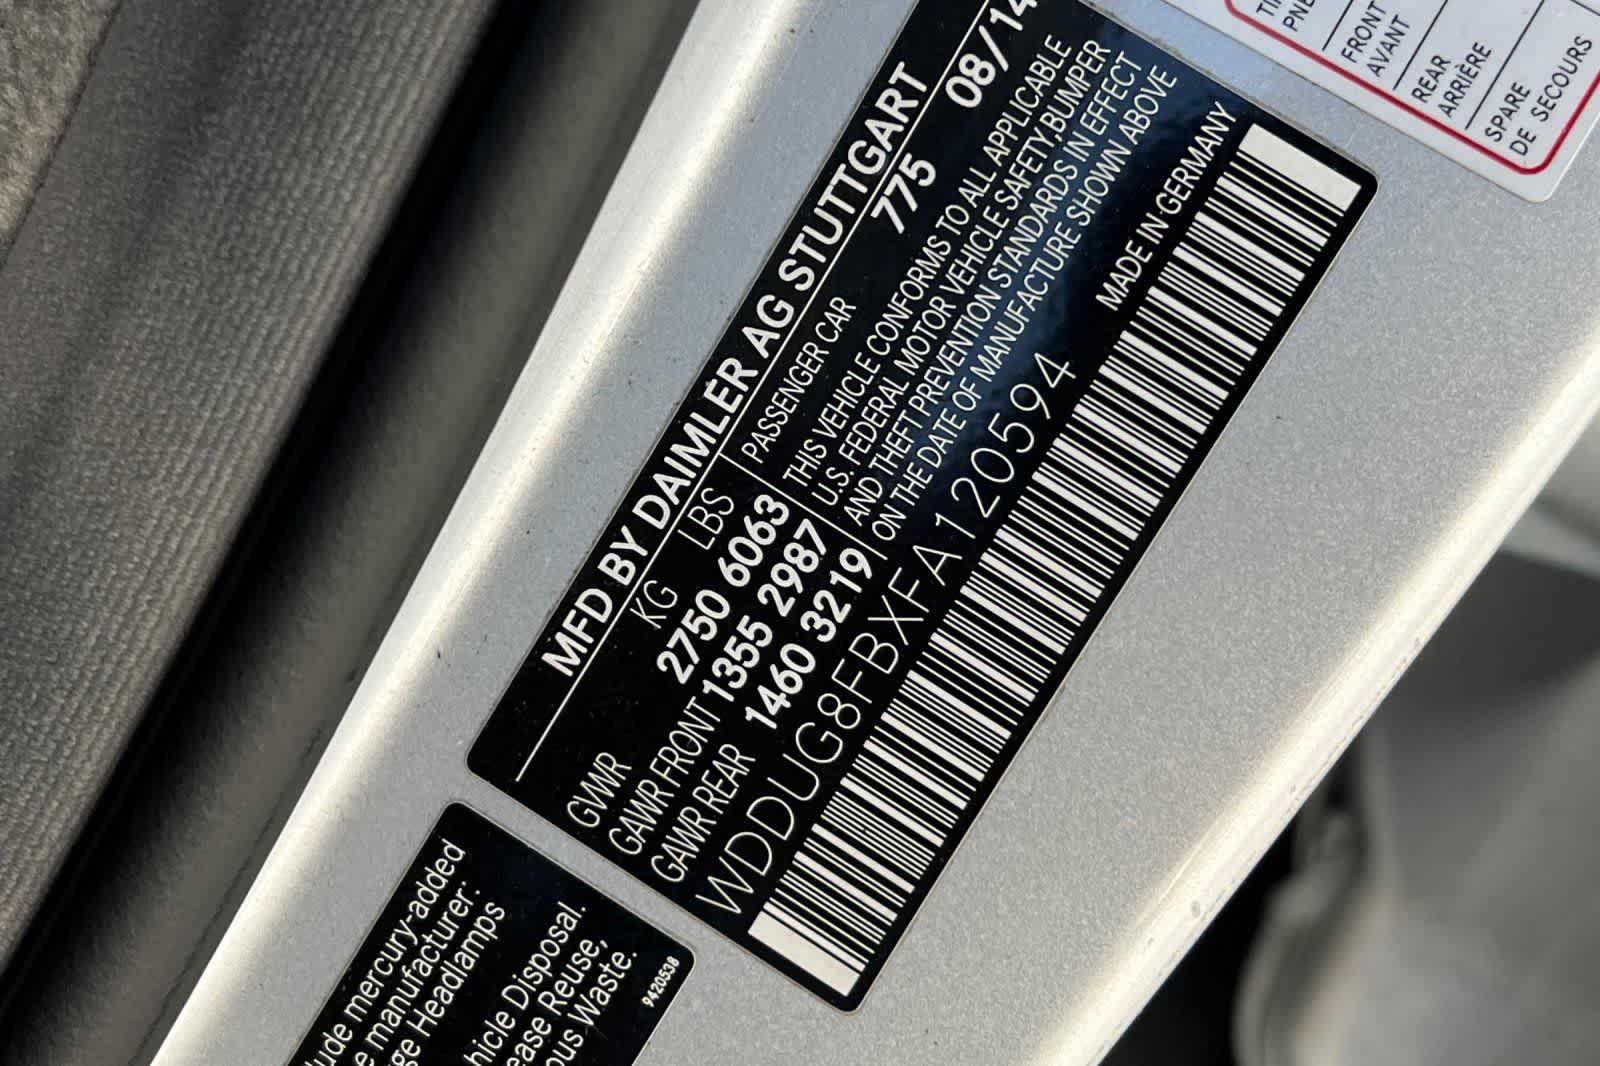 MFD BY DAIMLER AG STUTTGART
KG LBS 775 08/14
GVWR 2750 6063 PASSENGER CAR
GAWR FRONT 1355 2987 THIS VEHICLE CONFORMS TO ALL APPLICABLE
GAWR REAR 1460 3219 U.S. FEDERAL MOTOR VEHICLE SAFETY,BUMPER
AND THEFT PREVENTION STANDARDS IN EFFECT
ON THE DATE OF MANUFACTURE SHOWN ABOVE
WDDUG8FBXFA120594 MADE IN GERMANY
FRONT
AVANT
REAR
ARRIÈRE
SPARE
DE SECOURS
mercury-added
manufacturer:
Headlamps
Disposal.
Reuse,
Waste.
9420538